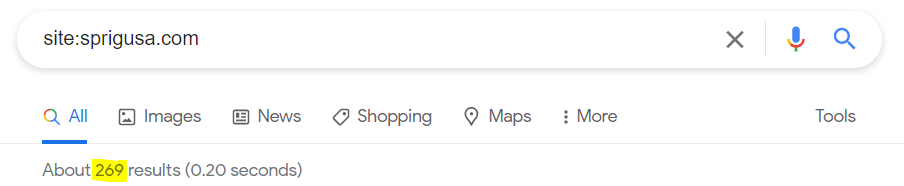 site:sprigusa.com
All Images News Shopping Maps More Tools
About 269 results (0.20 seconds)